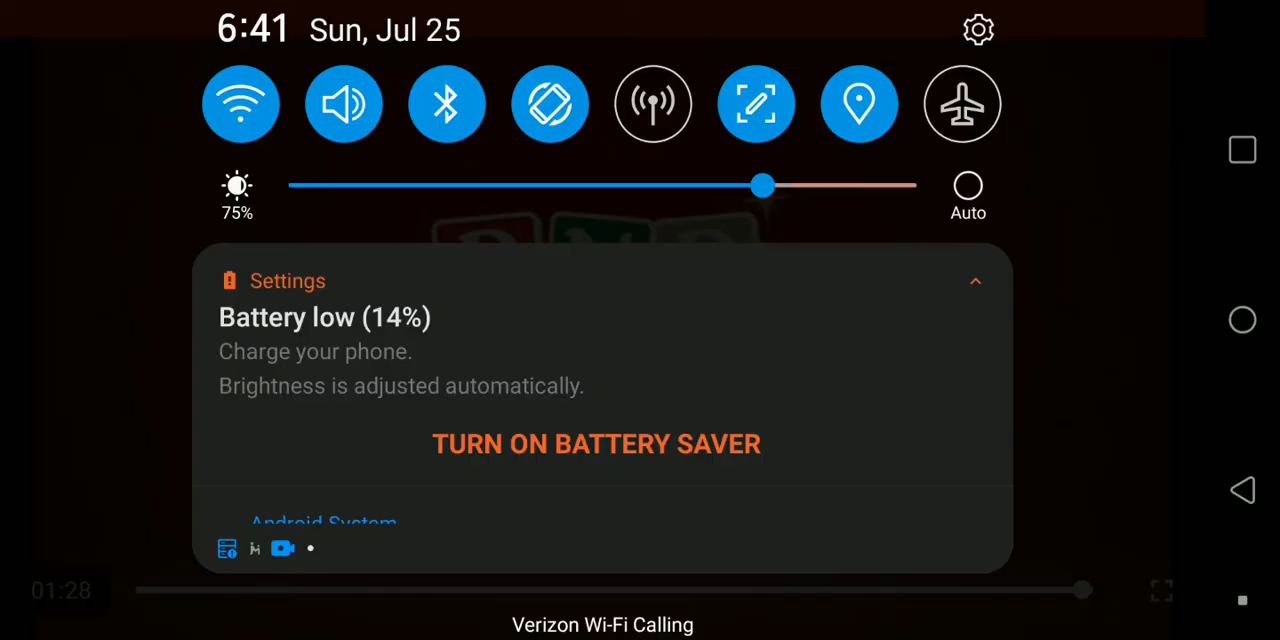 6:41 Sun, Jul 25
75%
Auto
Settings
Battery low (14%)
Charge your phone.
Brightness is adjusted automatically.
TURN ON BATTERY SAVER
Android System
01:28
Verizon Wi-Fi Calling